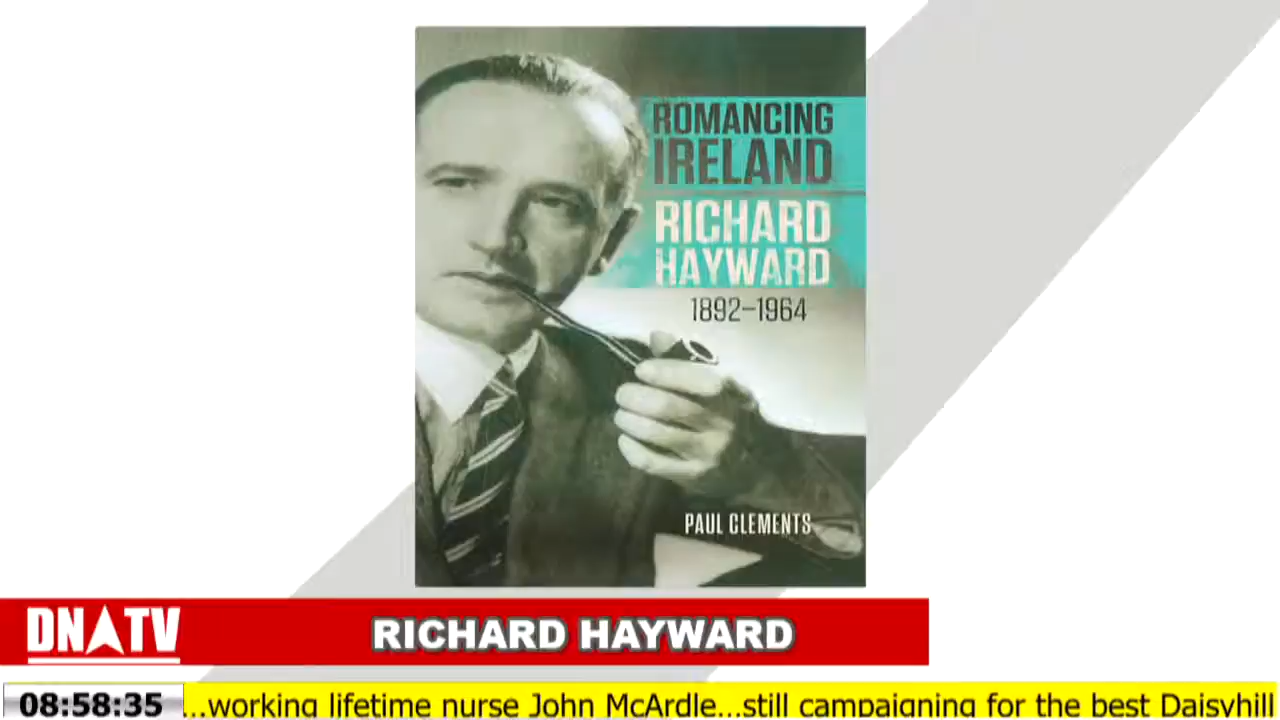 ROMANCING
IRELAND
RICHARD
HAYWARD
1892–1964
PAUL CLEMENTS
DNATV
RICHARD HAYWARD
08:58:35
...working lifetime nurse John McArdle...still campaigning for the best Daisyhill